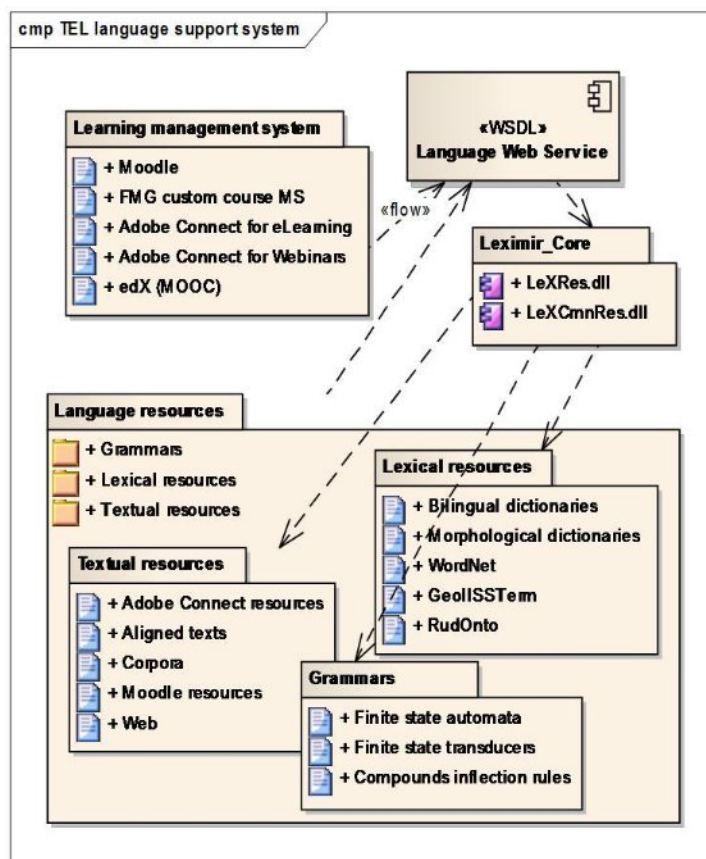 cmp TEL language support system
«WSDL»
Language Web Service
Learning management system
+ Moodle
+ FMG custom course MS
+ Adobe Connect for eLearning
+ Adobe Connect for Webinars
+ edX (MOOC)
«flow»
Leximir_Core
+ LeXRes.dll
+ LeXCmnRes.dll
Language resources
+ Grammars
+ Lexical resources
+ Textual resources
Lexical resources
+ Bilingual dictionaries
+ Morphological dictionaries
+ WordNet
+ GeolISSTerm
+ RudOnto
Textual resources
+ Adobe Connect resources
+ Aligned texts
+ Corpora
+ Moodle resources
+ Web
Grammars
+ Finite state automata
+ Finite state transducers
+ Compounds inflection rules